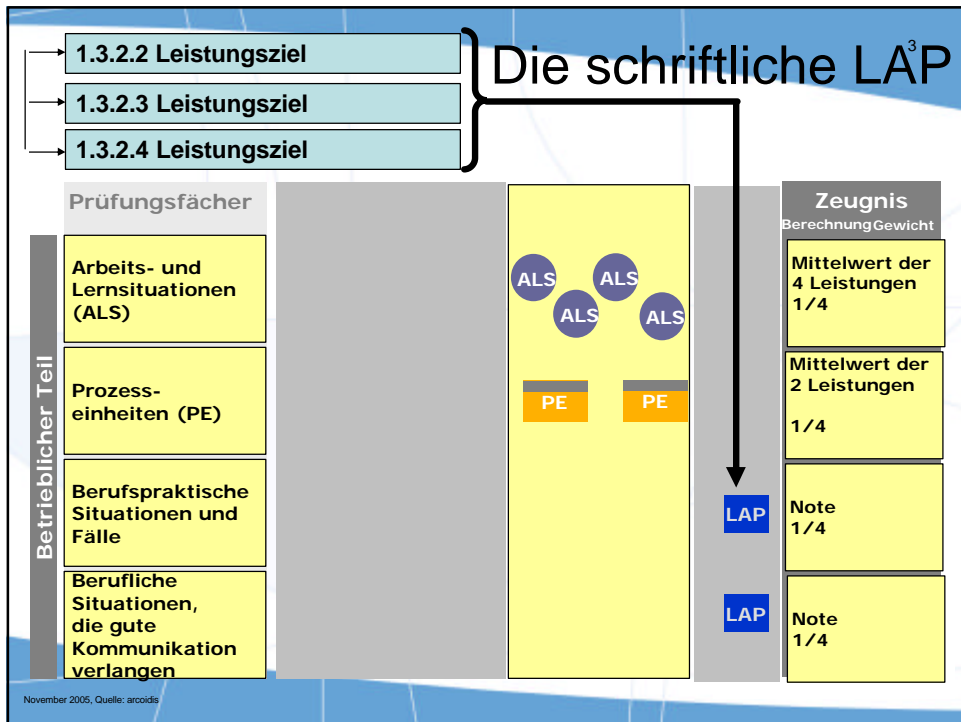 Die schriftliche LAP
3
1.3.2.2 Leistungsziel
1.3.2.3 Leistungsziel
1.3.2.4 Leistungsziel
Prüfungsfächer
Zeugnis
Berechnung Gewicht
Betrieblicher Teil
Arbeits- und
Lernsituationen
(ALS)
ALS
ALS
ALS
ALS
Mittelwert der
4 Leistungen
1/4
Prozess-
einheiten (PE)
PE
PE
Mittelwert der
2 Leistungen
1/4
Berufspraktische
Situationen und
Fälle
LAP
Note
1/4
Berufliche
Situationen,
die gute
Kommunikation
verlangen
LAP
Note
1/4
November 2005, Quelle: arcoidis